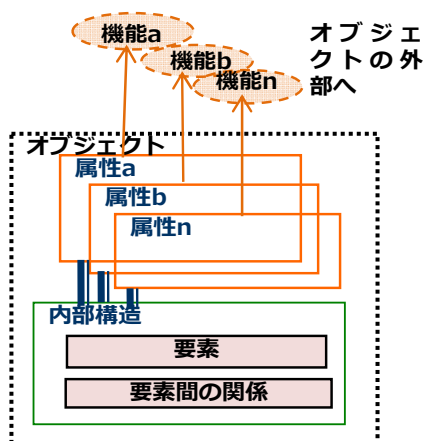 機能a
機能b
機能n
オブジェ
クトの外
部へ
オブジェクト
属性a
属性b
属性n
内部構造
要素
要素間の関係